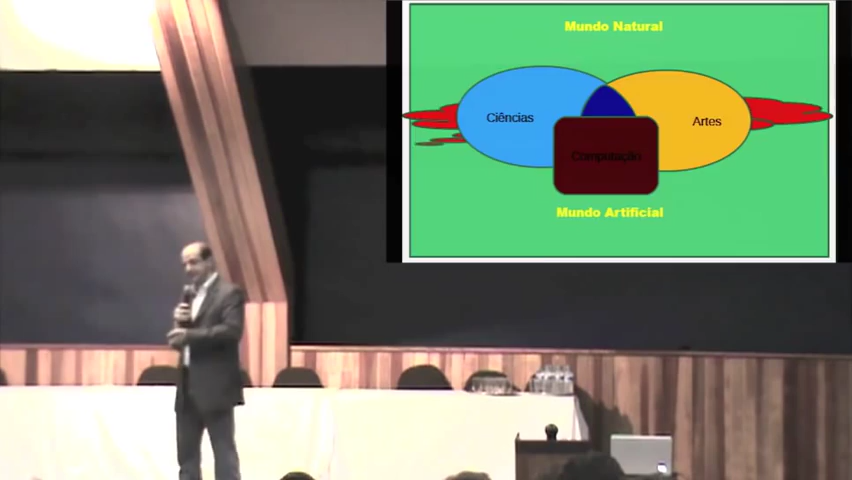 Mundo Natural
Ciências
Artes
Computação
Mundo Artificial